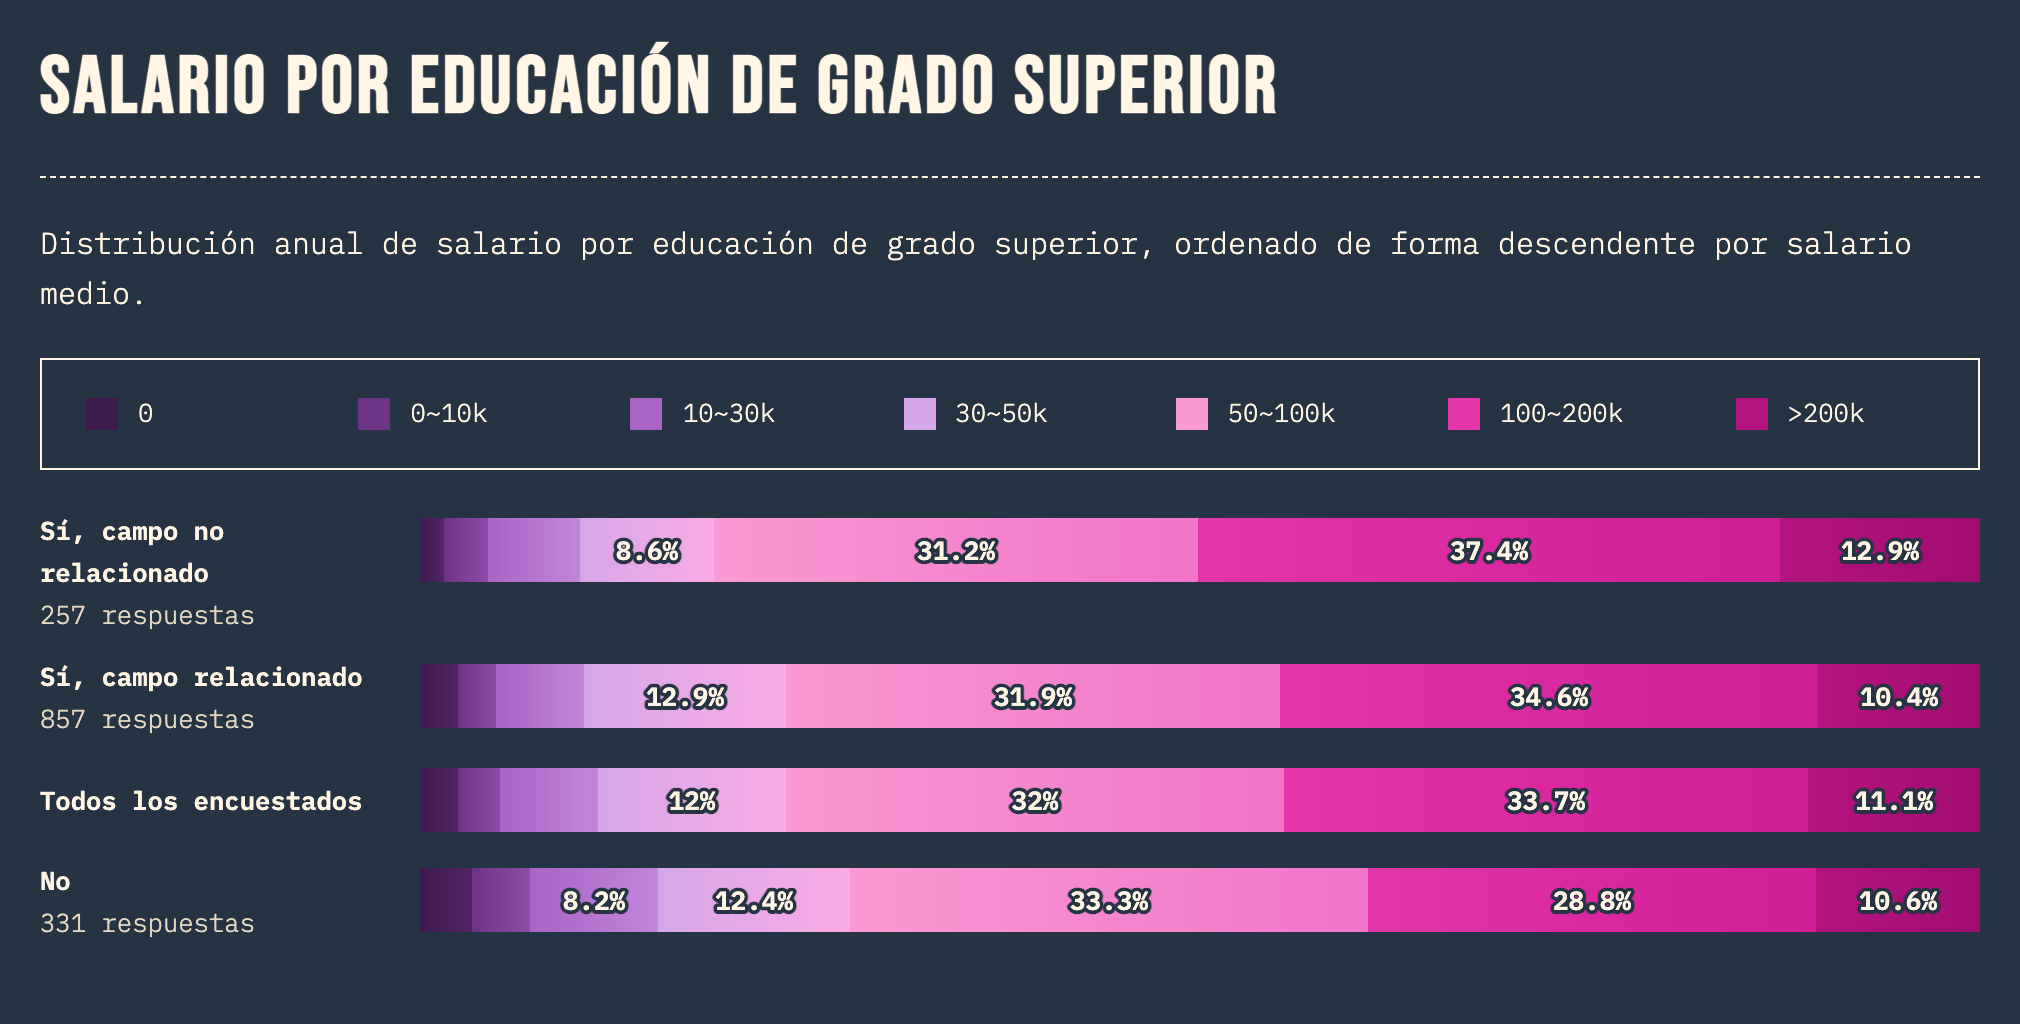 SALARIO POR EDUCACIÓN DE GRADO SUPERIOR
Distribución anual de salario por educación de grado superior, ordenado de forma descendente por salario
medio.
0 0~10k 10~30k 30~50k 50~100k 100~200k >200k
Sí, campo no
relacionado
257 respuestas
8.6% 31.2% 37.4% 12.9%
Sí, campo relacionado
857 respuestas
12.9% 31.9% 34.6% 10.4%
Todos los encuestados
12% 32% 33.7% 11.1%
No
331 respuestas
8.2% 12.4% 33.3% 28.8% 10.6%